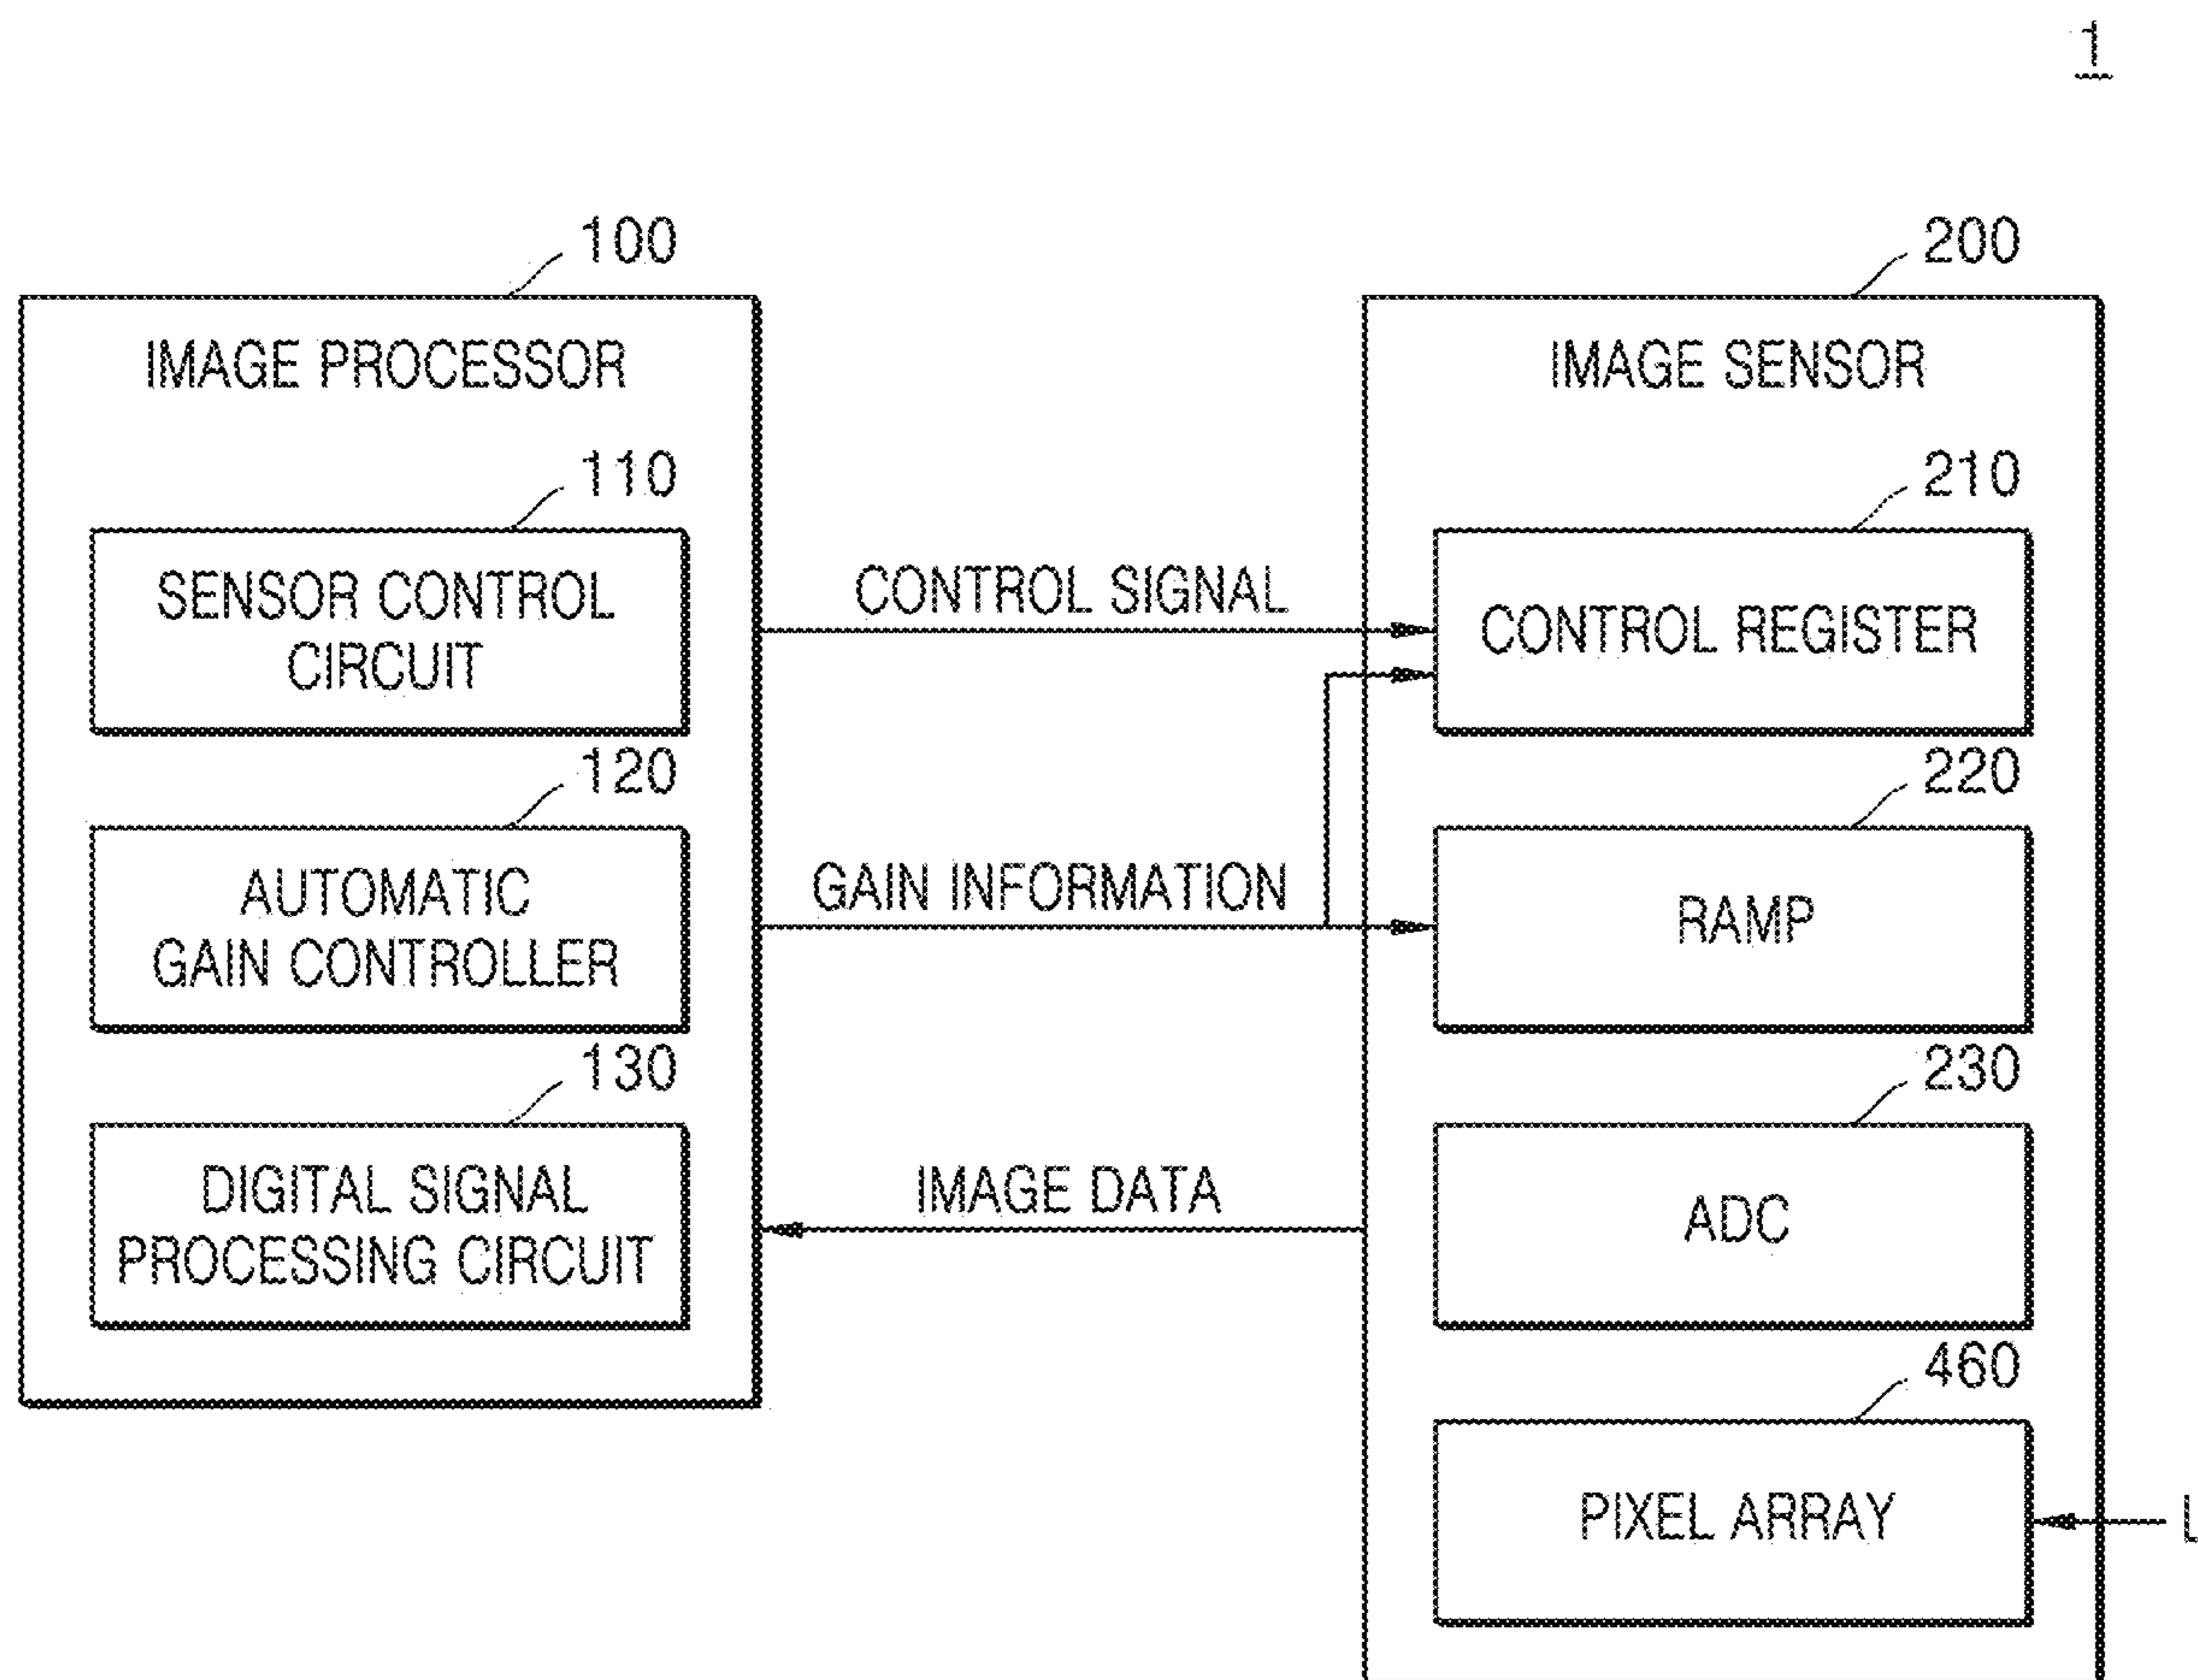 1
100
IMAGE PROCESSOR
110
SENSOR CONTROL
CIRCUIT
120
AUTOMATIC
GAIN CONTROLLER
130
DIGITAL SIGNAL
PROCESSING CIRCUIT
CONTROL SIGNAL
GAIN INFORMATION
IMAGE DATA
200
IMAGE SENSOR
210
CONTROL REGISTER
220
RAMP
230
ADC
460
PIXEL ARRAY
L